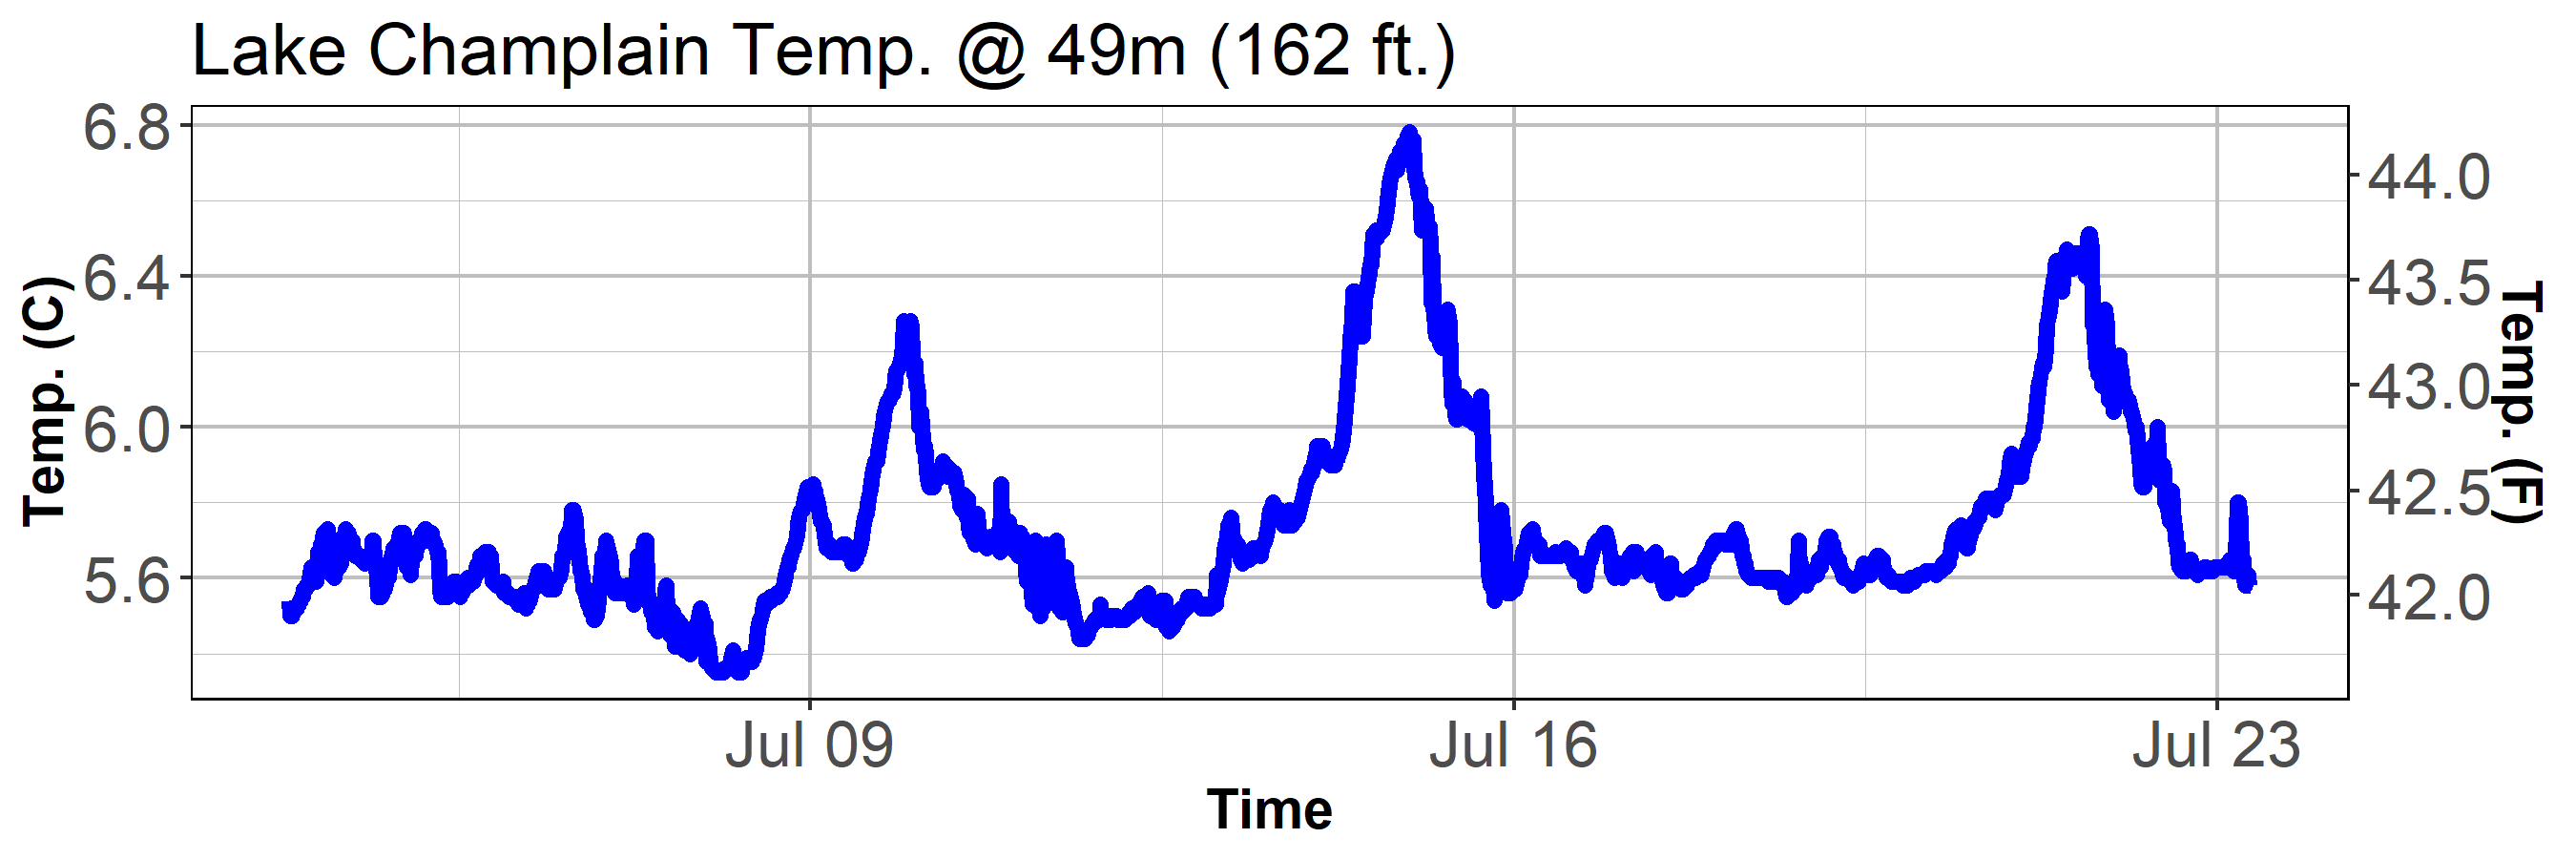 Lake Champlain Temp. @ 49m (162 ft.)
6.8
6.4
6.0
5.6
Temp. (C)
44.0
43.5
43.0
42.5
42.0
Temp. (F)
Jul 09
Jul 16
Jul 23
Time